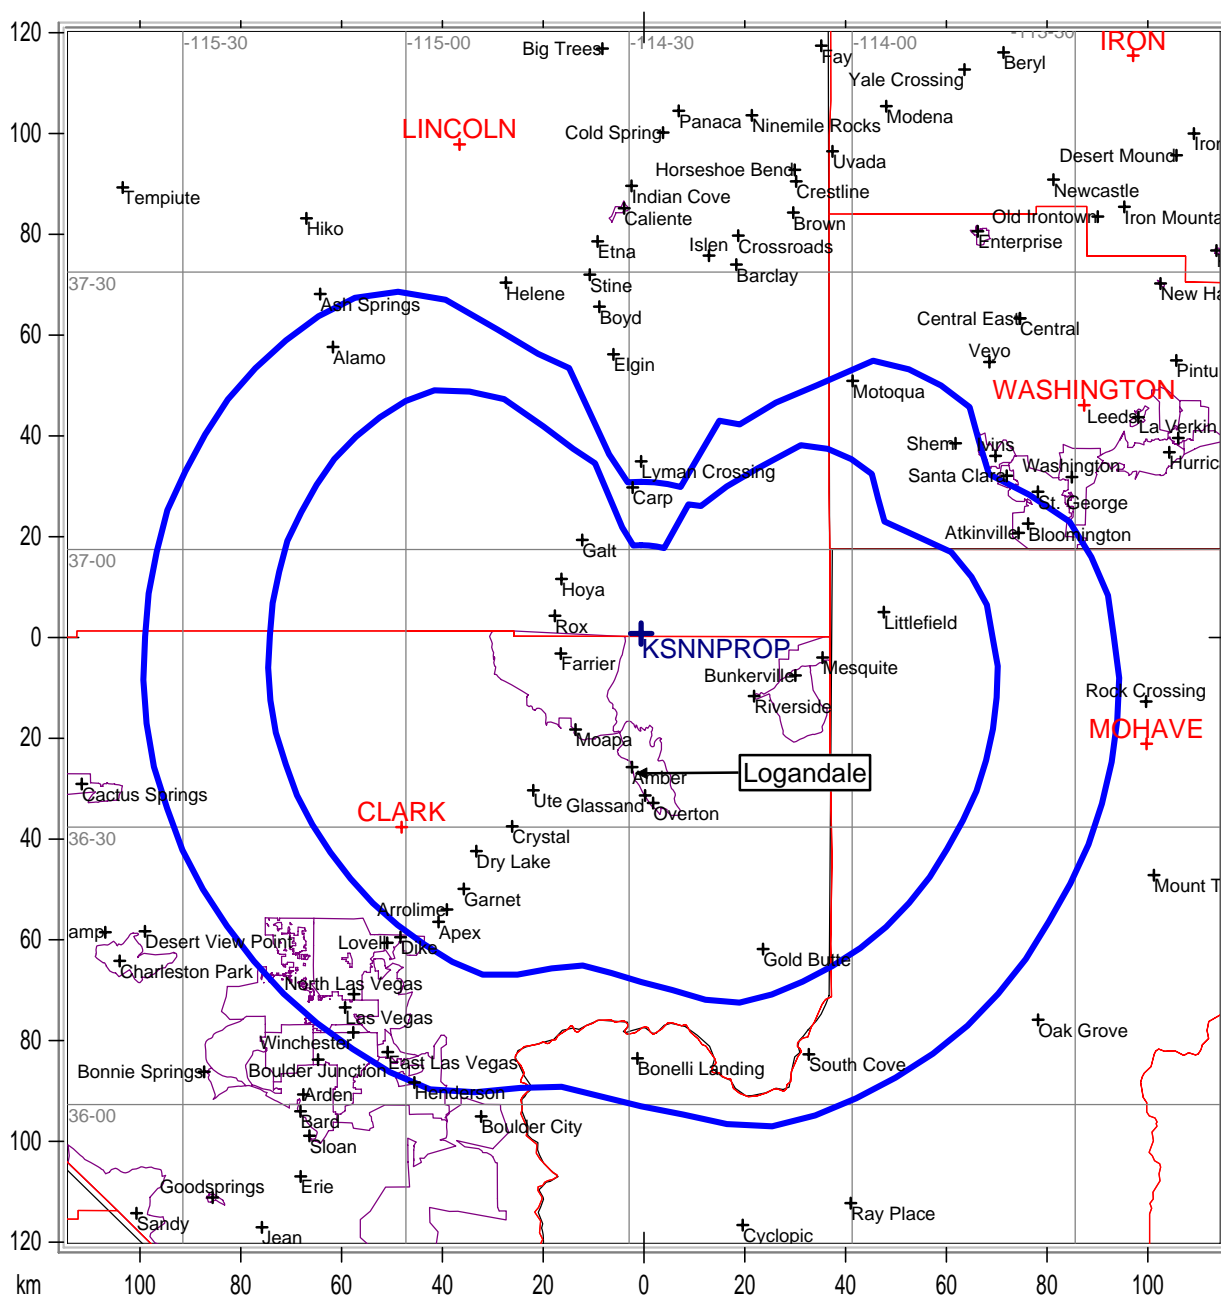 120
-115-30
-115-00
-114-30
-114-00
-113-30
IRON
Big Trees
Fay
Beryl
Yale Crossing
Panaca
Ninemile Rocks
Modena
LINCOLN
Cold Spring
100
Iron
Uvada
Desert Mound
Horseshoe Bend
Tempiute
Indian Cove
Crestline
Newcastle
Caliente
Brown
Old Irontown
Iron Mounta
Hiko
80
Etna
Islen
Crossroads
Enterprise
Barclay
37-30
Stine
Helene
New Ha
Ash Springs
Boyd
Central East
Central
60
Alamo
Elgin
Veyo
Pintu
Motoqua
WASHINGTON
Leeds
La Verkin
40
Shem
Ivins
Hurric
Lyman Crossing
Washington
Santa Clara
Carp
St. George
20
Galt
Atkinville
Bloomington
37-00
Hoya
Rox
Littlefield
0
KSNNPROP
Farrier
Mesquite
Bunkerville
Riverside
Rock Crossing
Moapa
MOHAVE
20
Amber
Logandale
Cactus Springs
Ute
Glassand
Overton
CLARK
Crystal
40
36-30
Dry Lake
Garnet
Mount T
Arrolime
Apex
60
amp
Desert View Point
Lovell
Dike
Gold Butte
Charleston Park
North Las Vegas
Las Vegas
Oak Grove
80
Winchester
East Las Vegas
Bonnie Springs
Boulder Junction
Bonelli Landing
South Cove
Henderson
Arden
36-00
Bard
Boulder City
100
Sloan
Goodsprings
Erie
Sandy
Jean
Ray Place
Cyclopic
120
km
100
80
60
40
20
0
20
40
60
80
100